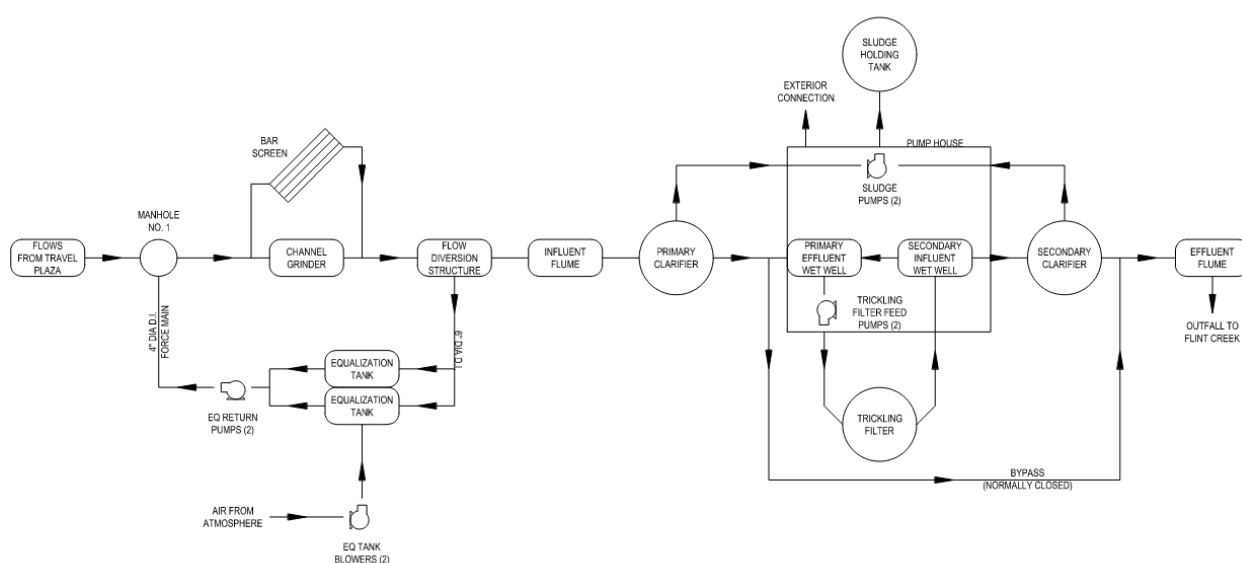 SLUDGE
HOLDING
TANK
EXTERIOR
CONNECTION
BAR
SCREEN
PUMP HOUSE
SLUDGE
PUMPS (2)
MANHOLE
NO. 1
FLOWS
FROM TRAVEL
PLAZA
CHANNEL
GRINDER
FLOW
DIVERSION
STRUCTURE
INFLUENT
FLUME
PRIMARY
CLARIFIER
PRIMARY
EFFLUENT
WET WELL
SECONDARY
INFLUENT
WET WELL
SECONDARY
CLARIFIER
EFFLUENT
FLUME
TRICKLING
FILTER FEED
PUMPS (2)
OUTFALL TO
FLINT CREEK
4" DIA D.I.
FORCE MAIN
6" DIA D.I.
EQUALIZATION
TANK
EQUALIZATION
TANK
EQ RETURN
PUMPS (2)
TRICKLING
FILTER
BYPASS
(NORMALLY CLOSED)
AIR FROM
ATMOSPHERE
EQ TANK
BLOWERS (2)